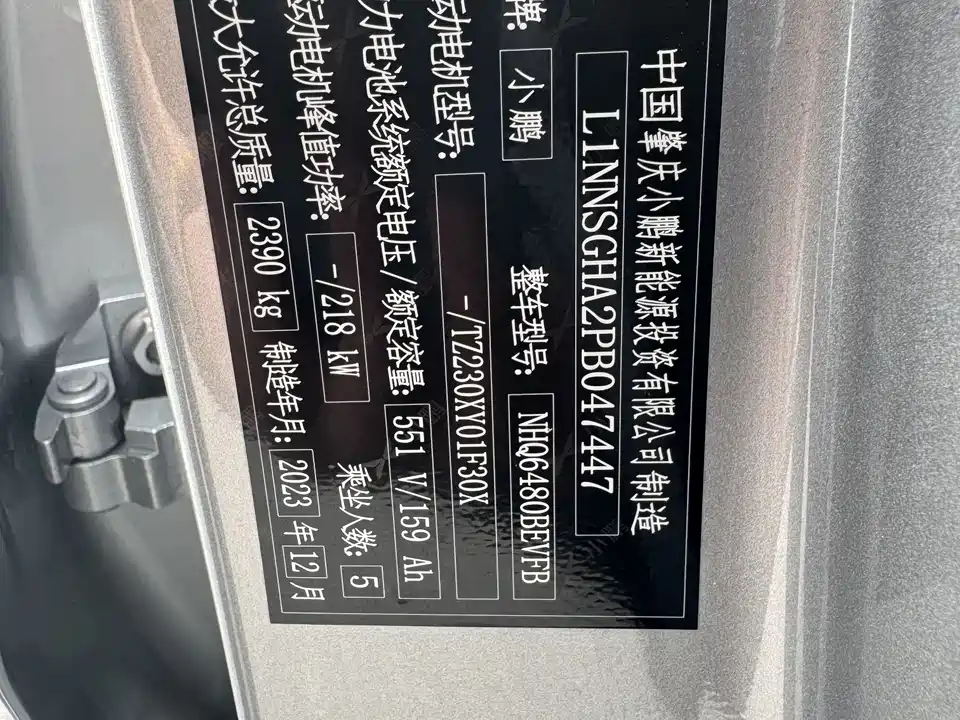 中国肇庆小鹏新能源投资有限公司制造
L1NNSGHA2PB047447
牌: 小鹏 整车型号: NHQ6480BEVFB
动电机型号: -/TZ230XY01F30X
力电池系统额定电压/额定容量: 551 V/159 Ah
动电机峰值功率: -/218 kW 乘坐人数: 5
大允许总质量: 2390 kg 制造年月: 2023 年 12 月